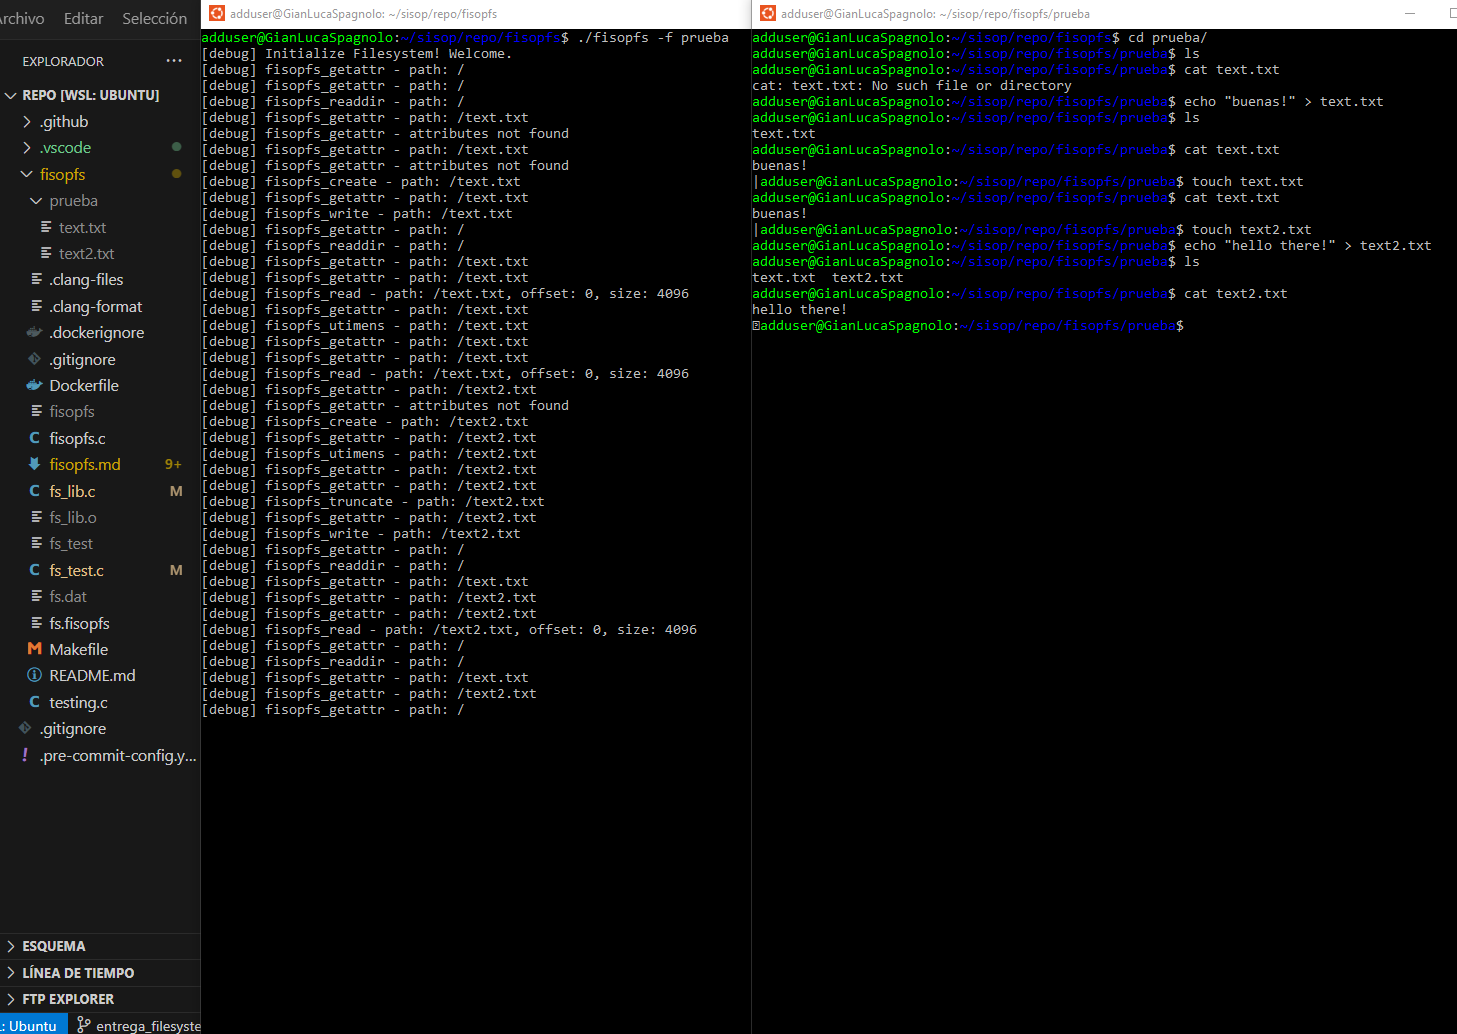 Archivo Editar Selección
EXPLORADOR ···
REPO [WSL: UBUNTU]
.github
.vscode
fisopfs
prueba
text.txt
text2.txt
.clang-files
.clang-format
.dockerignore
.gitignore
Dockerfile
fisopfs
fisopfs.c
fisopfs.md 9+
fs_lib.c M
fs_lib.o
fs_test
fs_test.c M
fs.dat
fs.fisopfs
Makefile
README.md
testing.c
.gitignore
.pre-commit-config.y...
ESQUEMA
LÍNEA DE TIEMPO
FTP EXPLORER
: Ubuntu entrega_filesyste
adduser@GianLucaSpagnolo: ~/sisop/repo/fisopfs
adduser@GianLucaSpagnolo:~/sisop/repo/fisopfs$ ./fisopfs -f prueba
[debug] Initialize Filesystem! Welcome.
[debug] fisopfs_getattr - path: /
[debug] fisopfs_getattr - path: /
[debug] fisopfs_readdir - path: /
[debug] fisopfs_getattr - path: /text.txt
[debug] fisopfs_getattr - attributes not found
[debug] fisopfs_getattr - path: /text.txt
[debug] fisopfs_getattr - attributes not found
[debug] fisopfs_create - path: /text.txt
[debug] fisopfs_getattr - path: /text.txt
[debug] fisopfs_write - path: /text.txt
[debug] fisopfs_getattr - path: /
[debug] fisopfs_readdir - path: /
[debug] fisopfs_getattr - path: /text.txt
[debug] fisopfs_getattr - path: /text.txt
[debug] fisopfs_read - path: /text.txt, offset: 0, size: 4096
[debug] fisopfs_getattr - path: /text.txt
[debug] fisopfs_utimens - path: /text.txt
[debug] fisopfs_getattr - path: /text.txt
[debug] fisopfs_getattr - path: /text.txt
[debug] fisopfs_read - path: /text.txt, offset: 0, size: 4096
[debug] fisopfs_getattr - path: /text2.txt
[debug] fisopfs_getattr - attributes not found
[debug] fisopfs_create - path: /text2.txt
[debug] fisopfs_getattr - path: /text2.txt
[debug] fisopfs_utimens - path: /text2.txt
[debug] fisopfs_getattr - path: /text2.txt
[debug] fisopfs_getattr - path: /text2.txt
[debug] fisopfs_truncate - path: /text2.txt
[debug] fisopfs_getattr - path: /text2.txt
[debug] fisopfs_write - path: /text2.txt
[debug] fisopfs_getattr - path: /
[debug] fisopfs_readdir - path: /
[debug] fisopfs_getattr - path: /text.txt
[debug] fisopfs_getattr - path: /text2.txt
[debug] fisopfs_getattr - path: /text2.txt
[debug] fisopfs_read - path: /text2.txt, offset: 0, size: 4096
[debug] fisopfs_getattr - path: /
[debug] fisopfs_readdir - path: /
[debug] fisopfs_getattr - path: /text.txt
[debug] fisopfs_getattr - path: /text2.txt
[debug] fisopfs_getattr - path: /
adduser@GianLucaSpagnolo: ~/sisop/repo/fisopfs/prueba
adduser@GianLucaSpagnolo:~/sisop/repo/fisopfs$ cd prueba/
adduser@GianLucaSpagnolo:~/sisop/repo/fisopfs/prueba$ ls
adduser@GianLucaSpagnolo:~/sisop/repo/fisopfs/prueba$ cat text.txt
cat: text.txt: No such file or directory
adduser@GianLucaSpagnolo:~/sisop/repo/fisopfs/prueba$ echo "buenas!" > text.txt
adduser@GianLucaSpagnolo:~/sisop/repo/fisopfs/prueba$ ls
text.txt
adduser@GianLucaSpagnolo:~/sisop/repo/fisopfs/prueba$ cat text.txt
buenas!
|adduser@GianLucaSpagnolo:~/sisop/repo/fisopfs/prueba$ touch text.txt
adduser@GianLucaSpagnolo:~/sisop/repo/fisopfs/prueba$ cat text.txt
buenas!
|adduser@GianLucaSpagnolo:~/sisop/repo/fisopfs/prueba$ touch text2.txt
adduser@GianLucaSpagnolo:~/sisop/repo/fisopfs/prueba$ echo "hello there!" > text2.txt
adduser@GianLucaSpagnolo:~/sisop/repo/fisopfs/prueba$ ls
text.txt text2.txt
adduser@GianLucaSpagnolo:~/sisop/repo/fisopfs/prueba$ cat text2.txt
hello there!
adduser@GianLucaSpagnolo:~/sisop/repo/fisopfs/prueba$